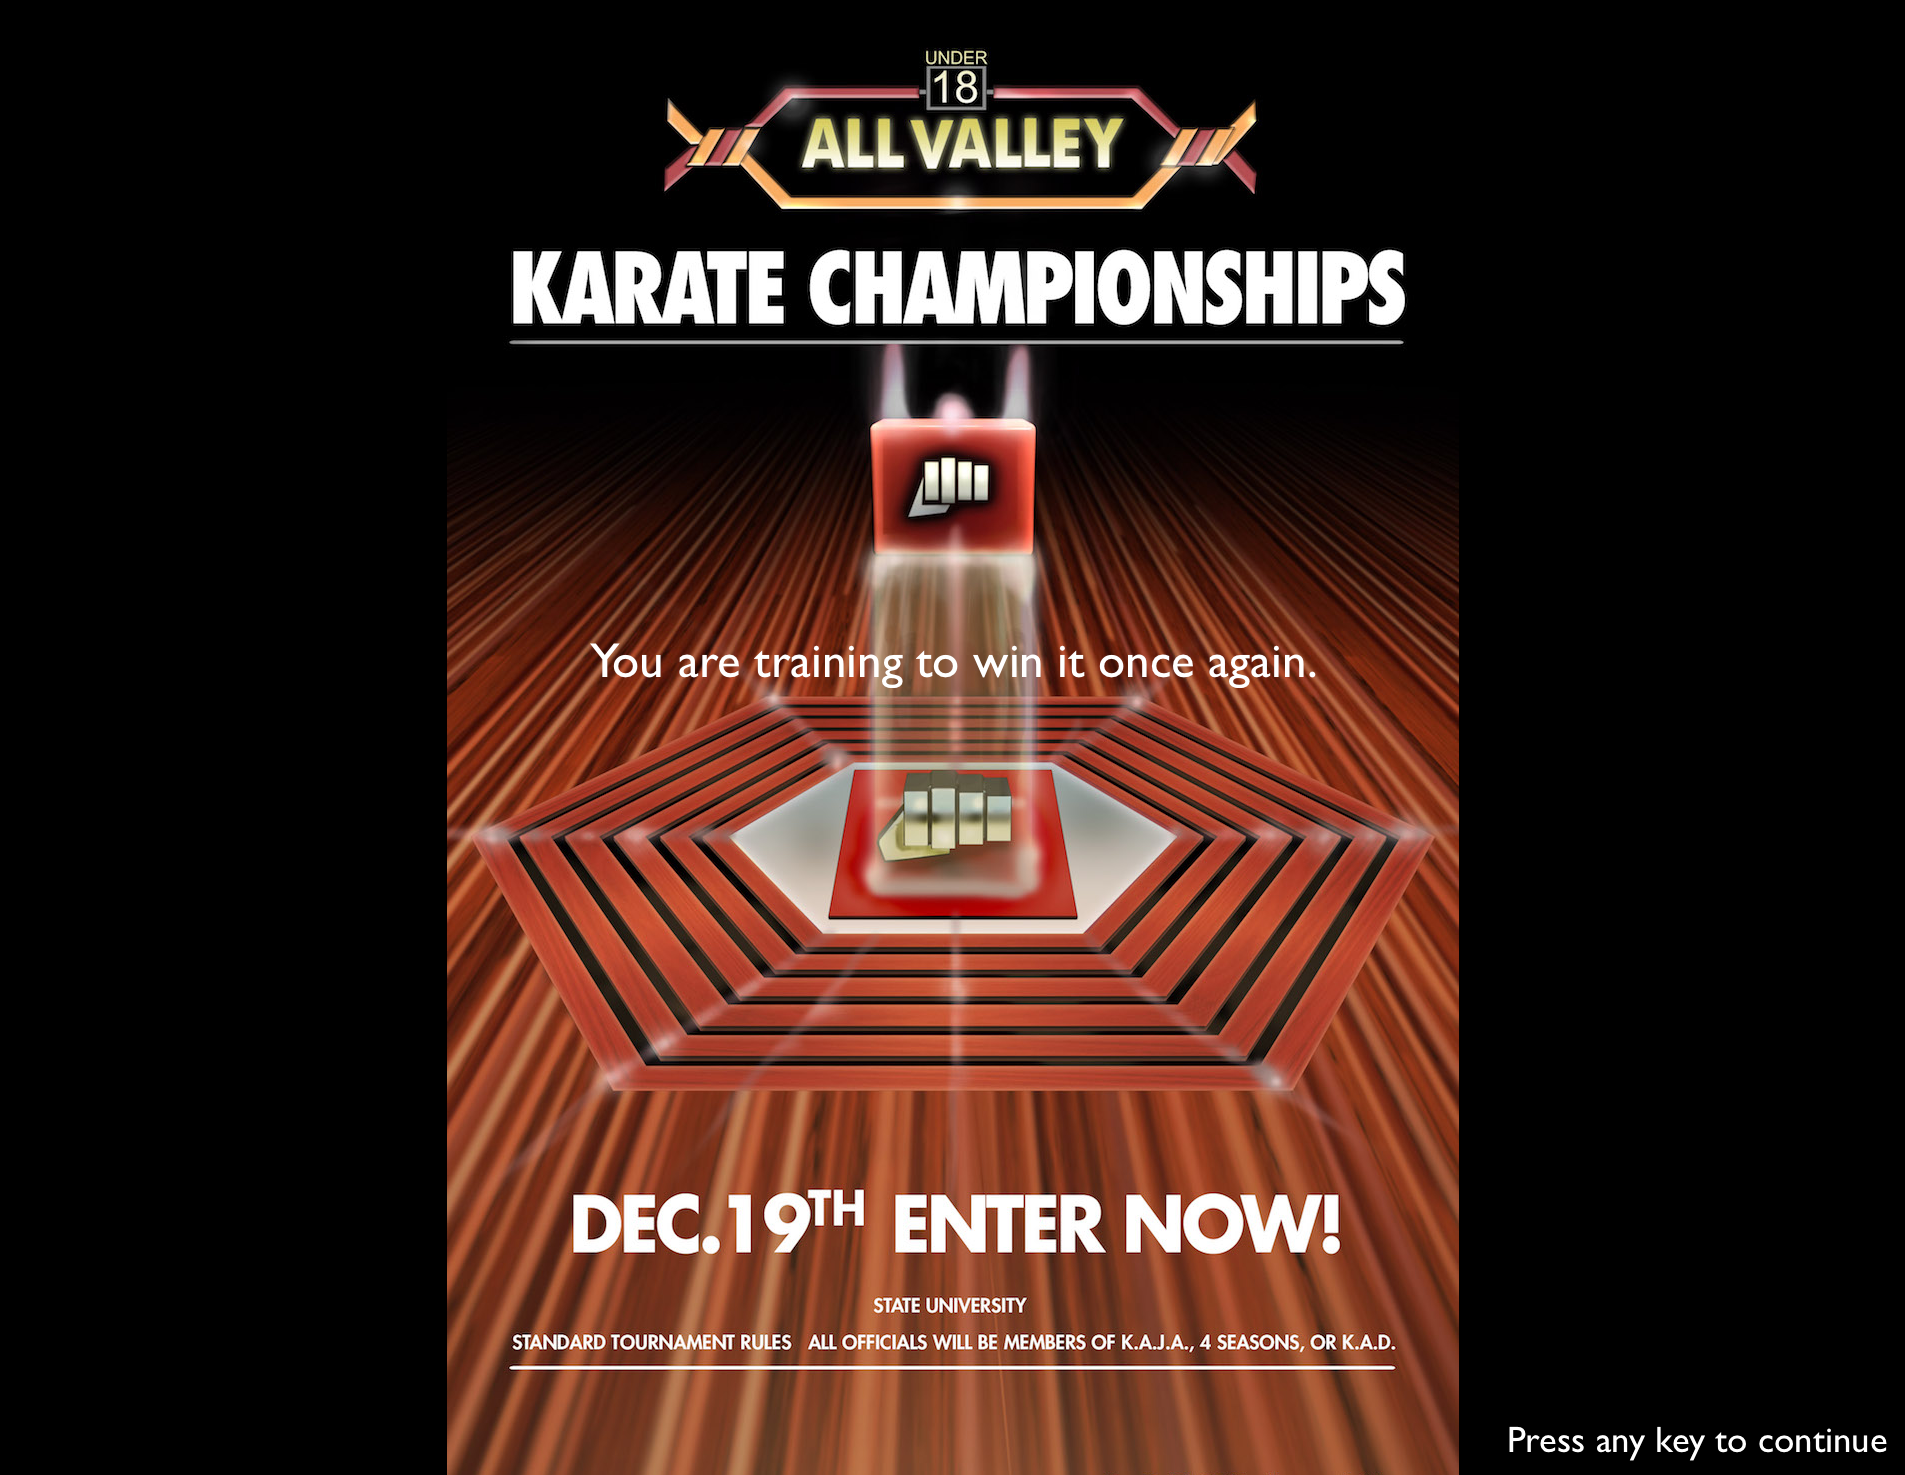 UNDER
18
ALL VALLEY
KARATE CHAMPIONSHIPS
You are training to win it once again.
DEC.19TH ENTER NOW!
STATE UNIVERSITY
STANDARD TOURNAMENT RULES ALL OFFICIALS WILL BE MEMBERS OF K.A.J.A., 4 SEASONS, OR K.A.D.
Press any key to continue